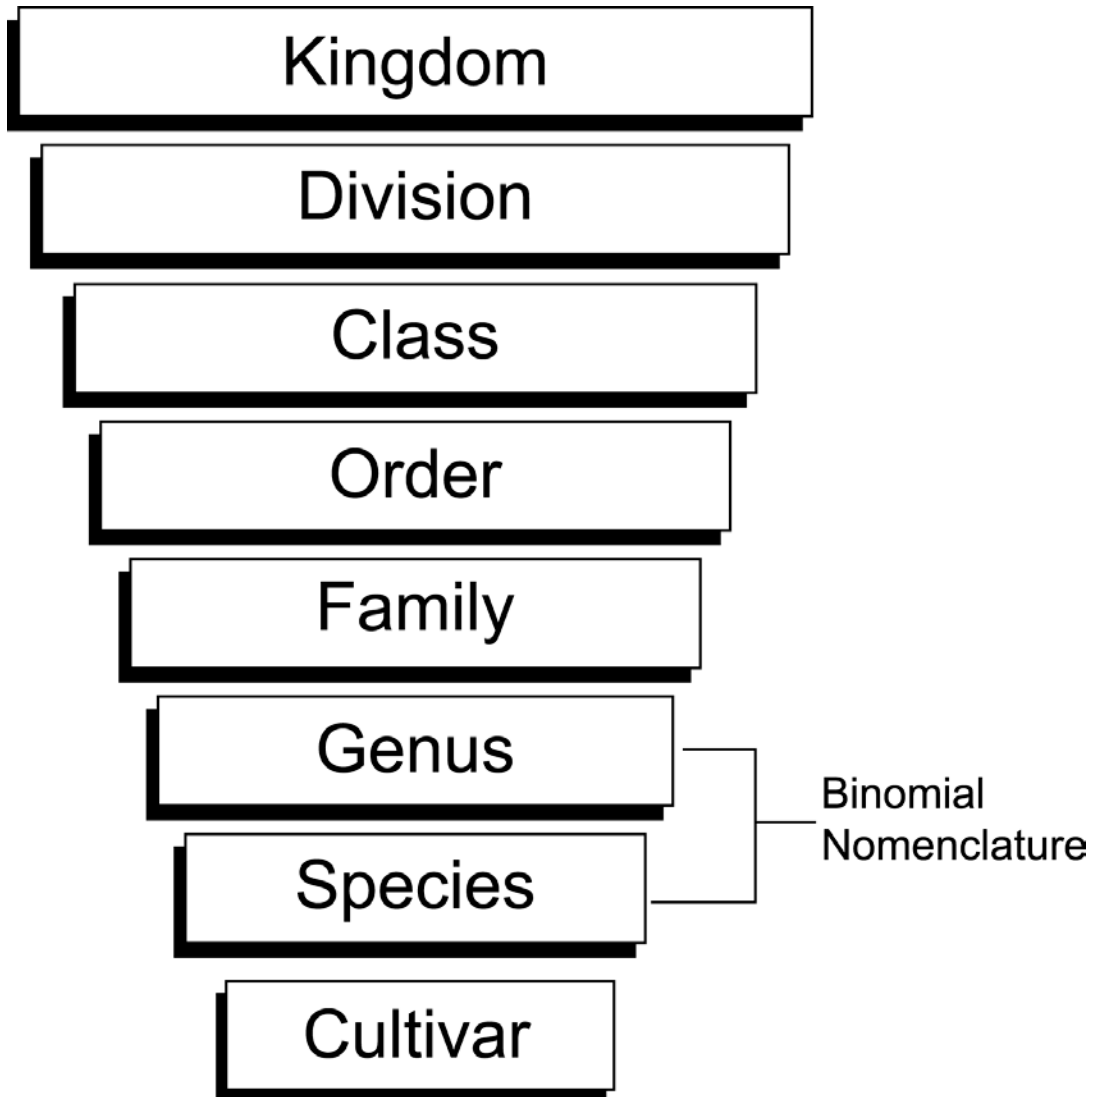 Kingdom
Division
Class
Order
Family
Genus
Species
Cultivar
Binomial
Nomenclature